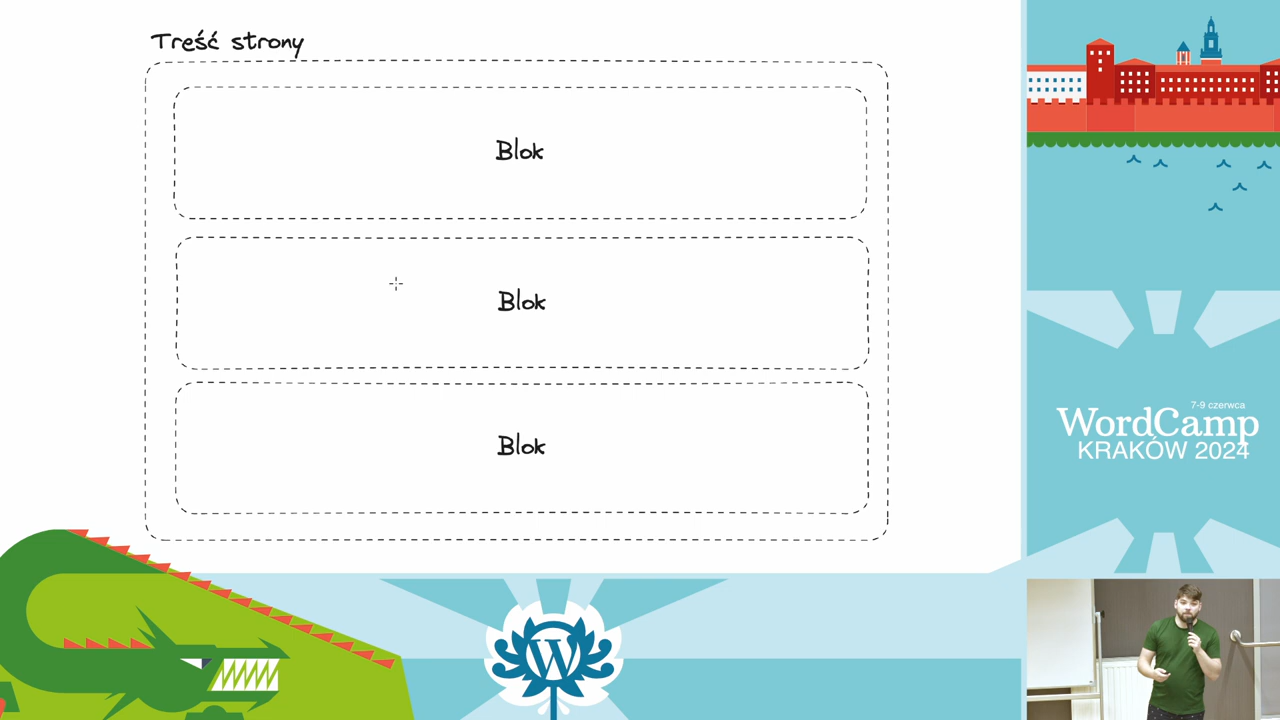 Treść strony
Blok
Blok
Blok
7-9 czerwca
WordCamp
KRAKÓW 2024
W